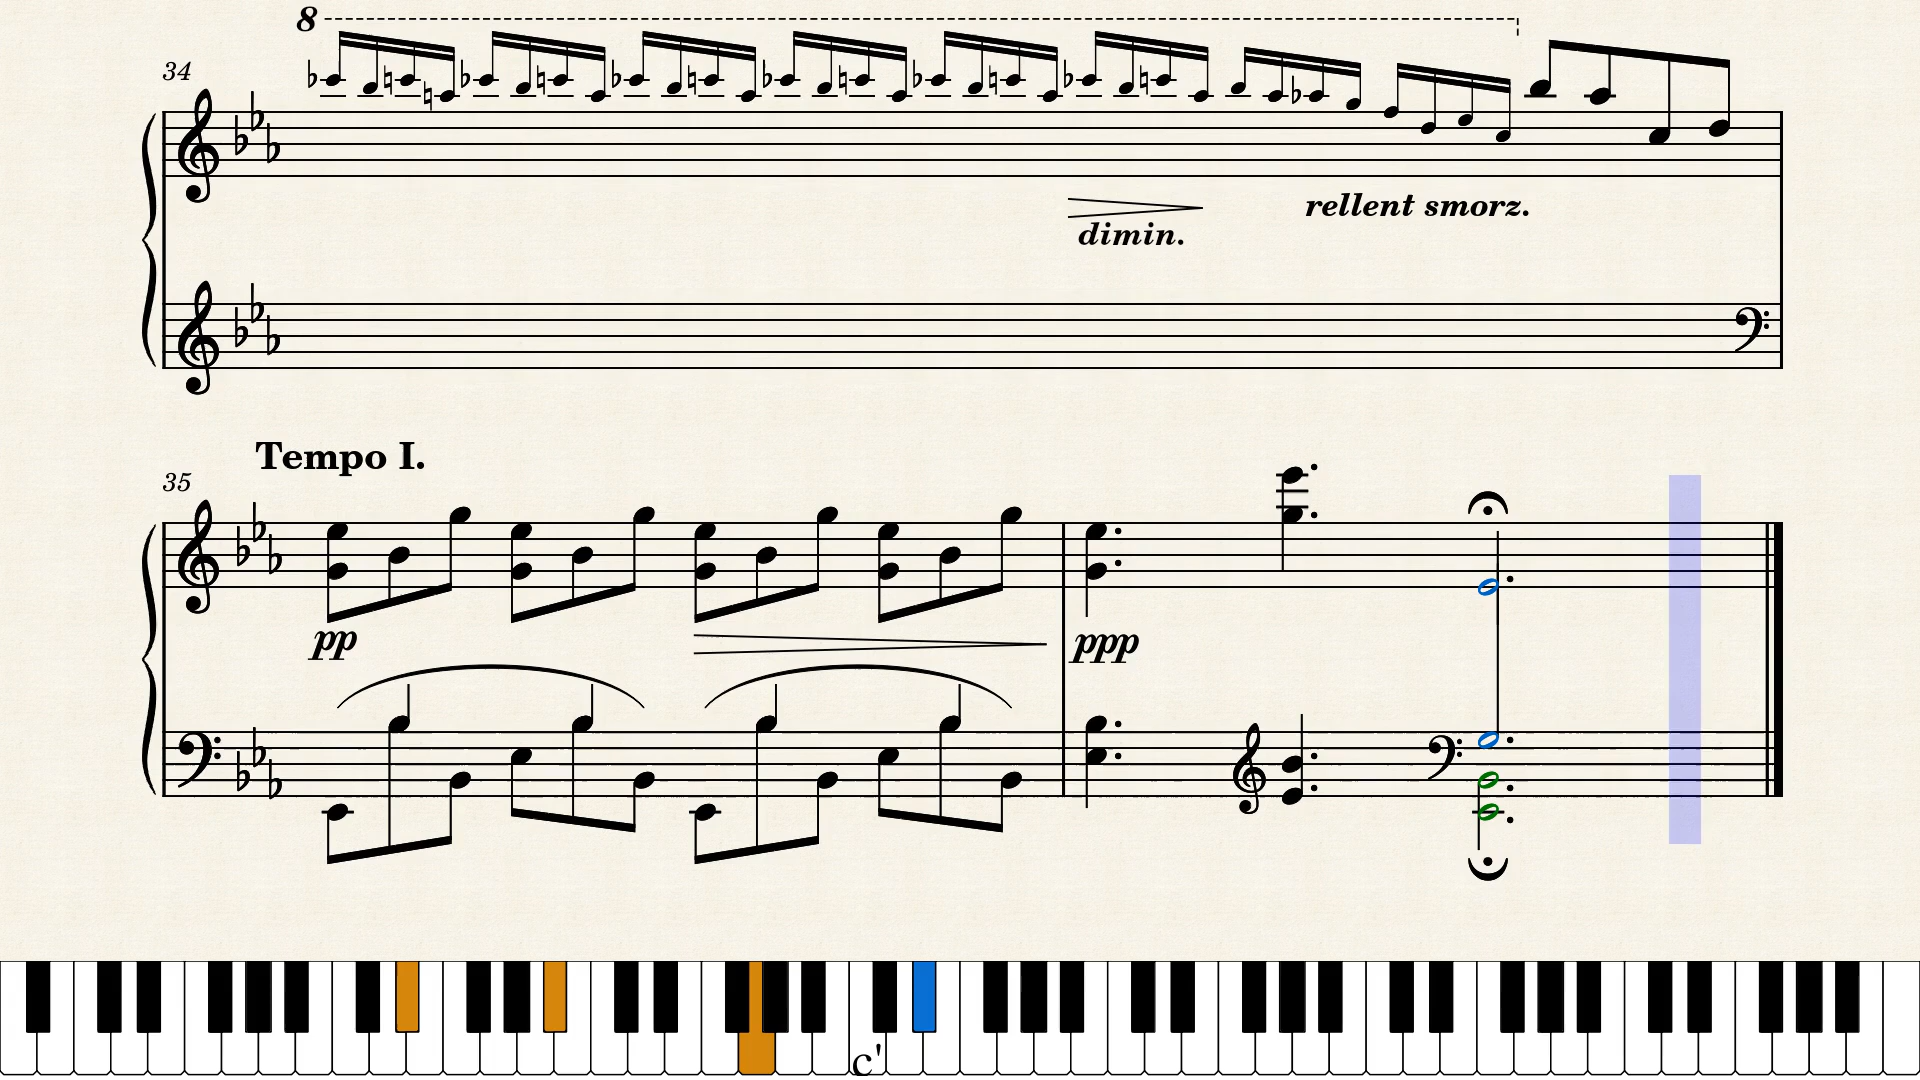 8
34
rellent smorz.
dimin.
Tempo I.
35
pp
ppp
c'